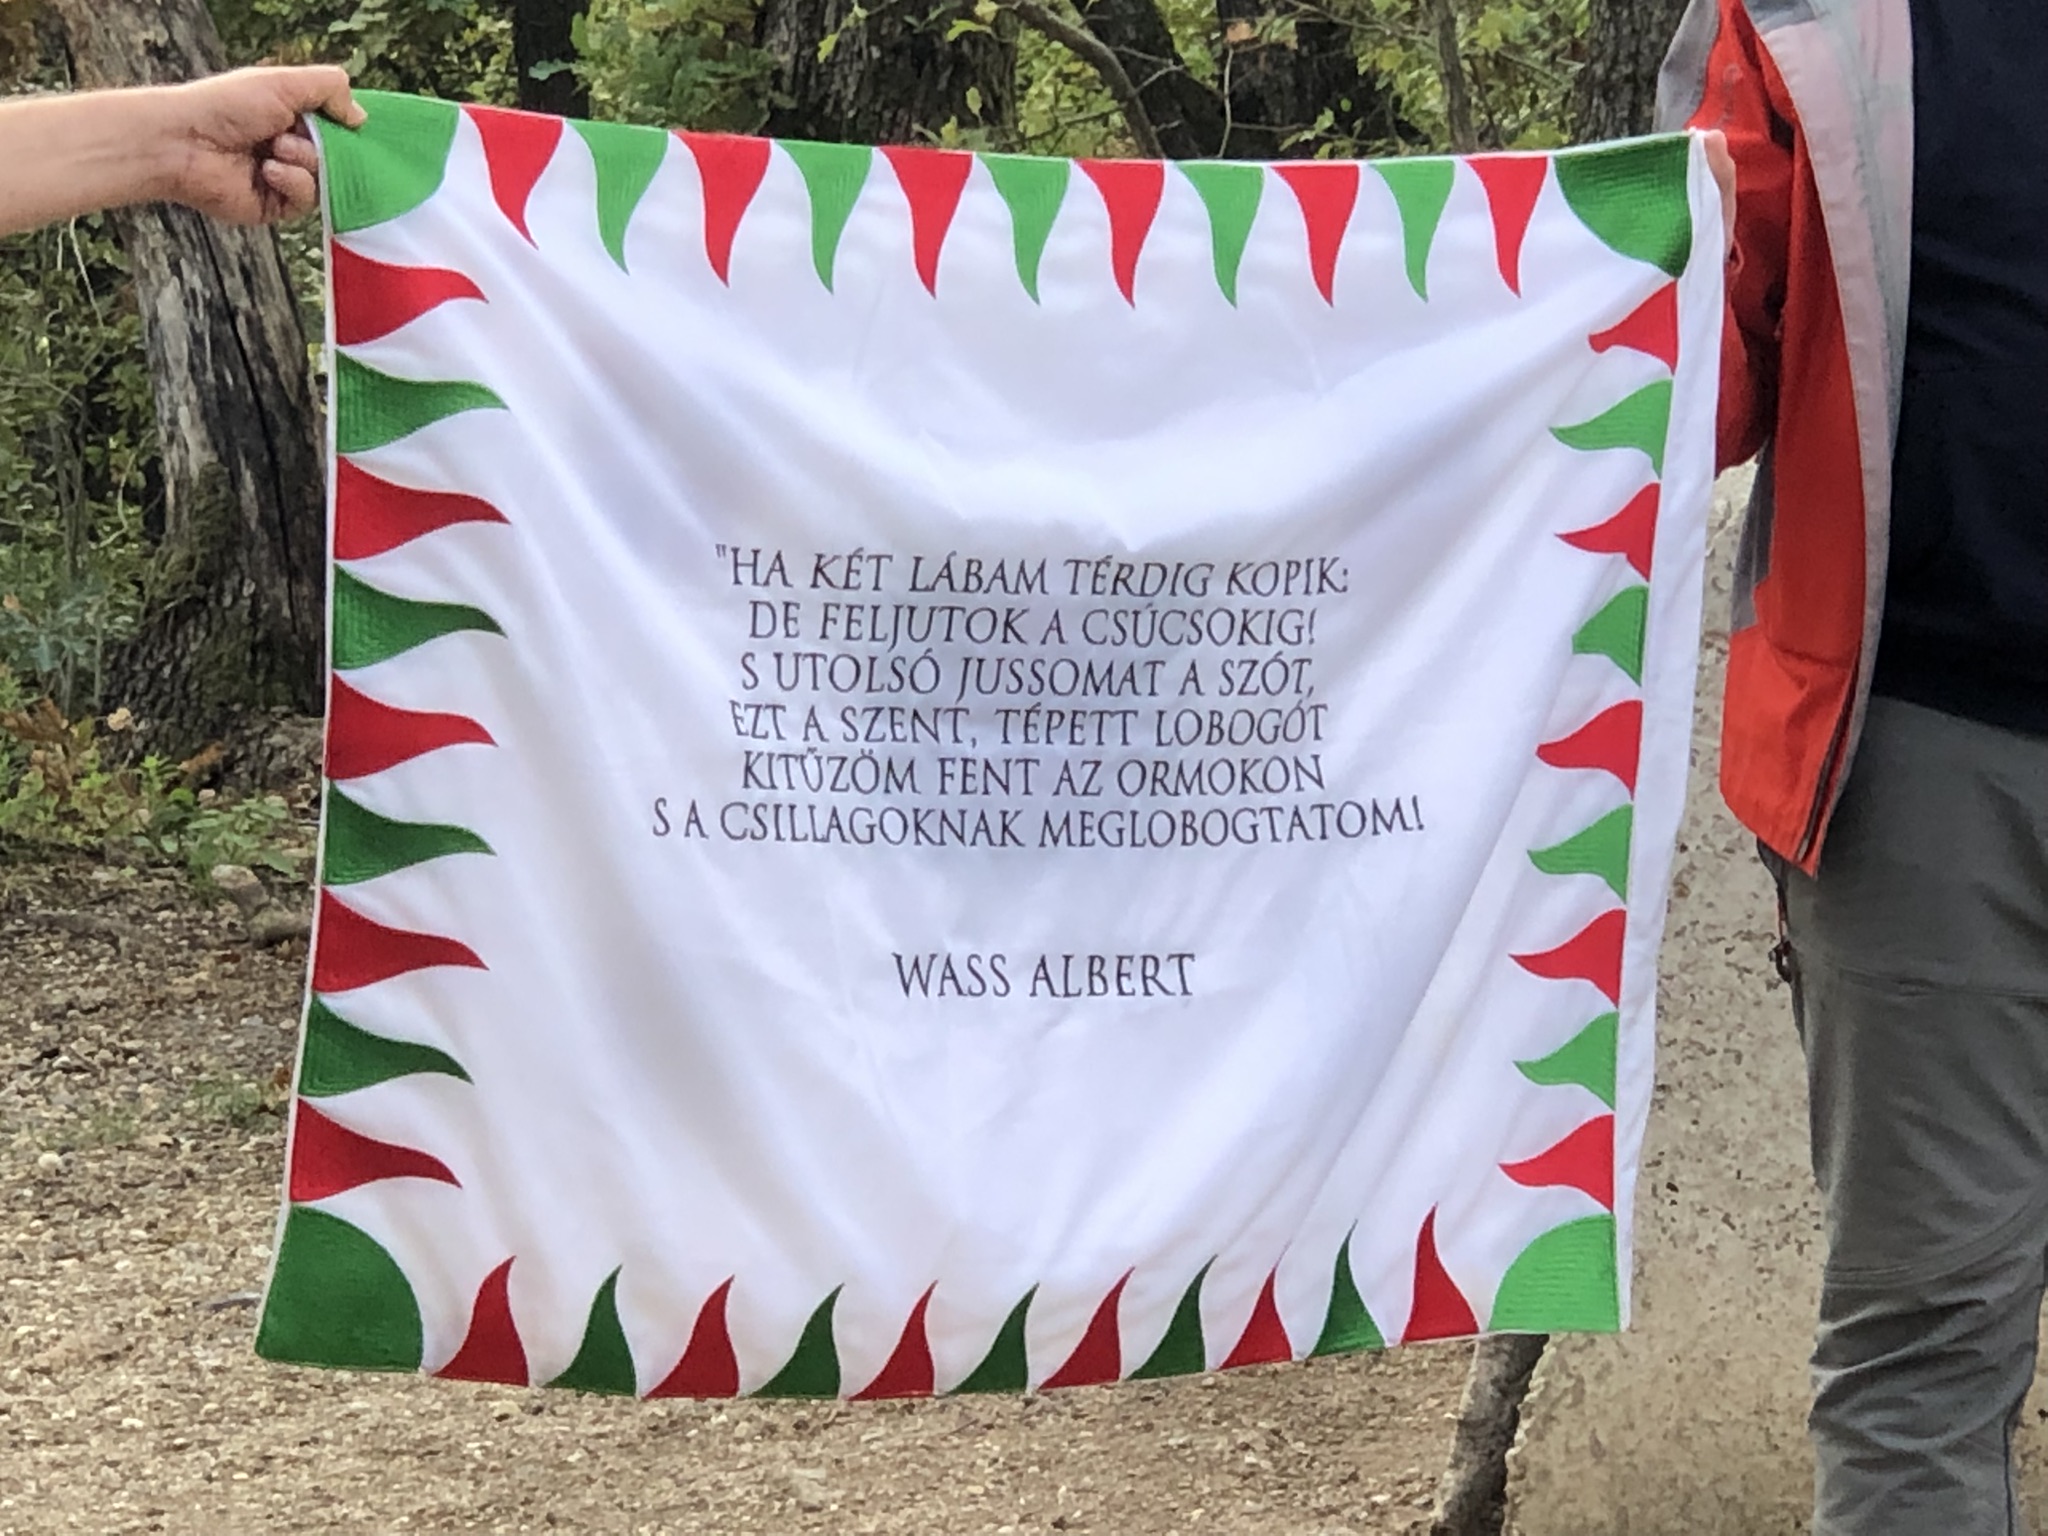 "HA KÉT LÁBAM TÉRDIG KOPIK:
DE FELJUTOK A CSÚCSOKIG!
S UTOLSÓ JUSSOMAT A SZÓT,
EZT A SZENT, TÉPETT LOBOGÓT
KITŰZÖM FENT AZ ORMOKON
S A CSILLAGOKNAK MEGLOBOGTATOM!
WASS ALBERT